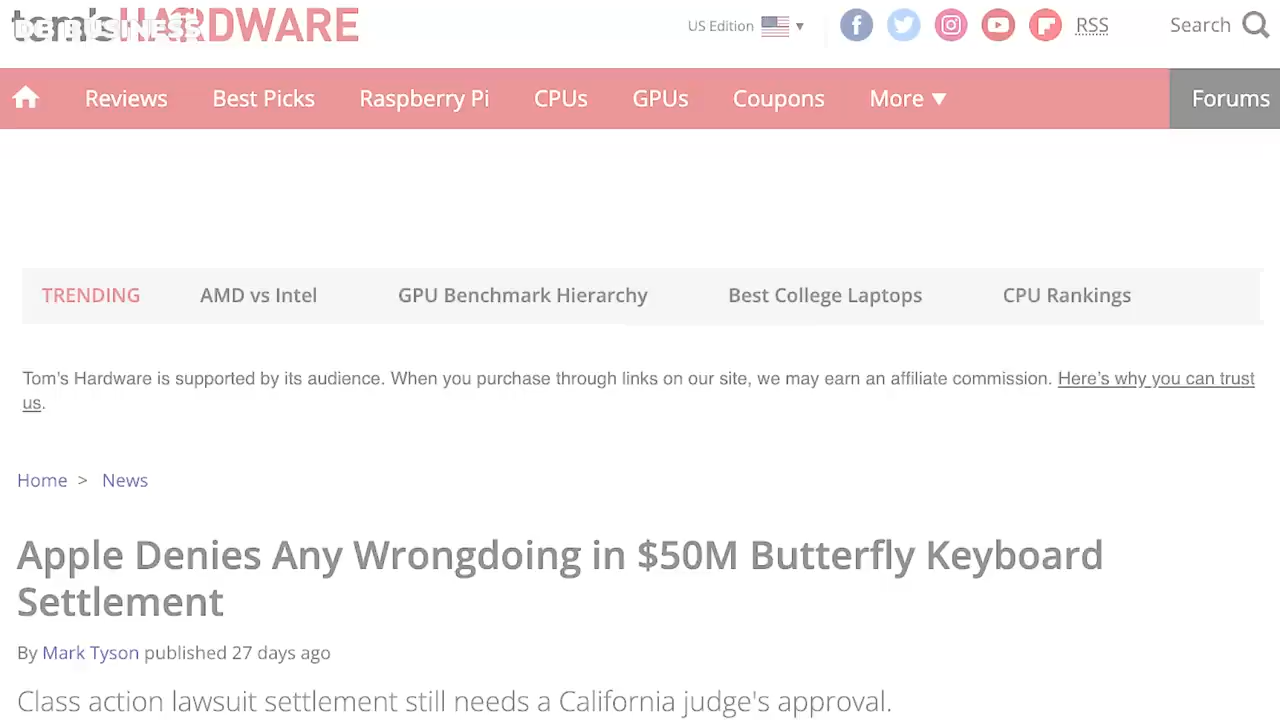 tom's HARDWARE
DB BUSINESS
US Edition ▼ RSS Search
Reviews Best Picks Raspberry Pi CPUs GPUs Coupons More ▼ Forums
TRENDING AMD vs Intel GPU Benchmark Hierarchy Best College Laptops CPU Rankings
Tom's Hardware is supported by its audience. When you purchase through links on our site, we may earn an affiliate commission. Here’s why you can trust
us.
Home > News
Apple Denies Any Wrongdoing in $50M Butterfly Keyboard
Settlement
By Mark Tyson published 27 days ago
Class action lawsuit settlement still needs a California judge's approval.